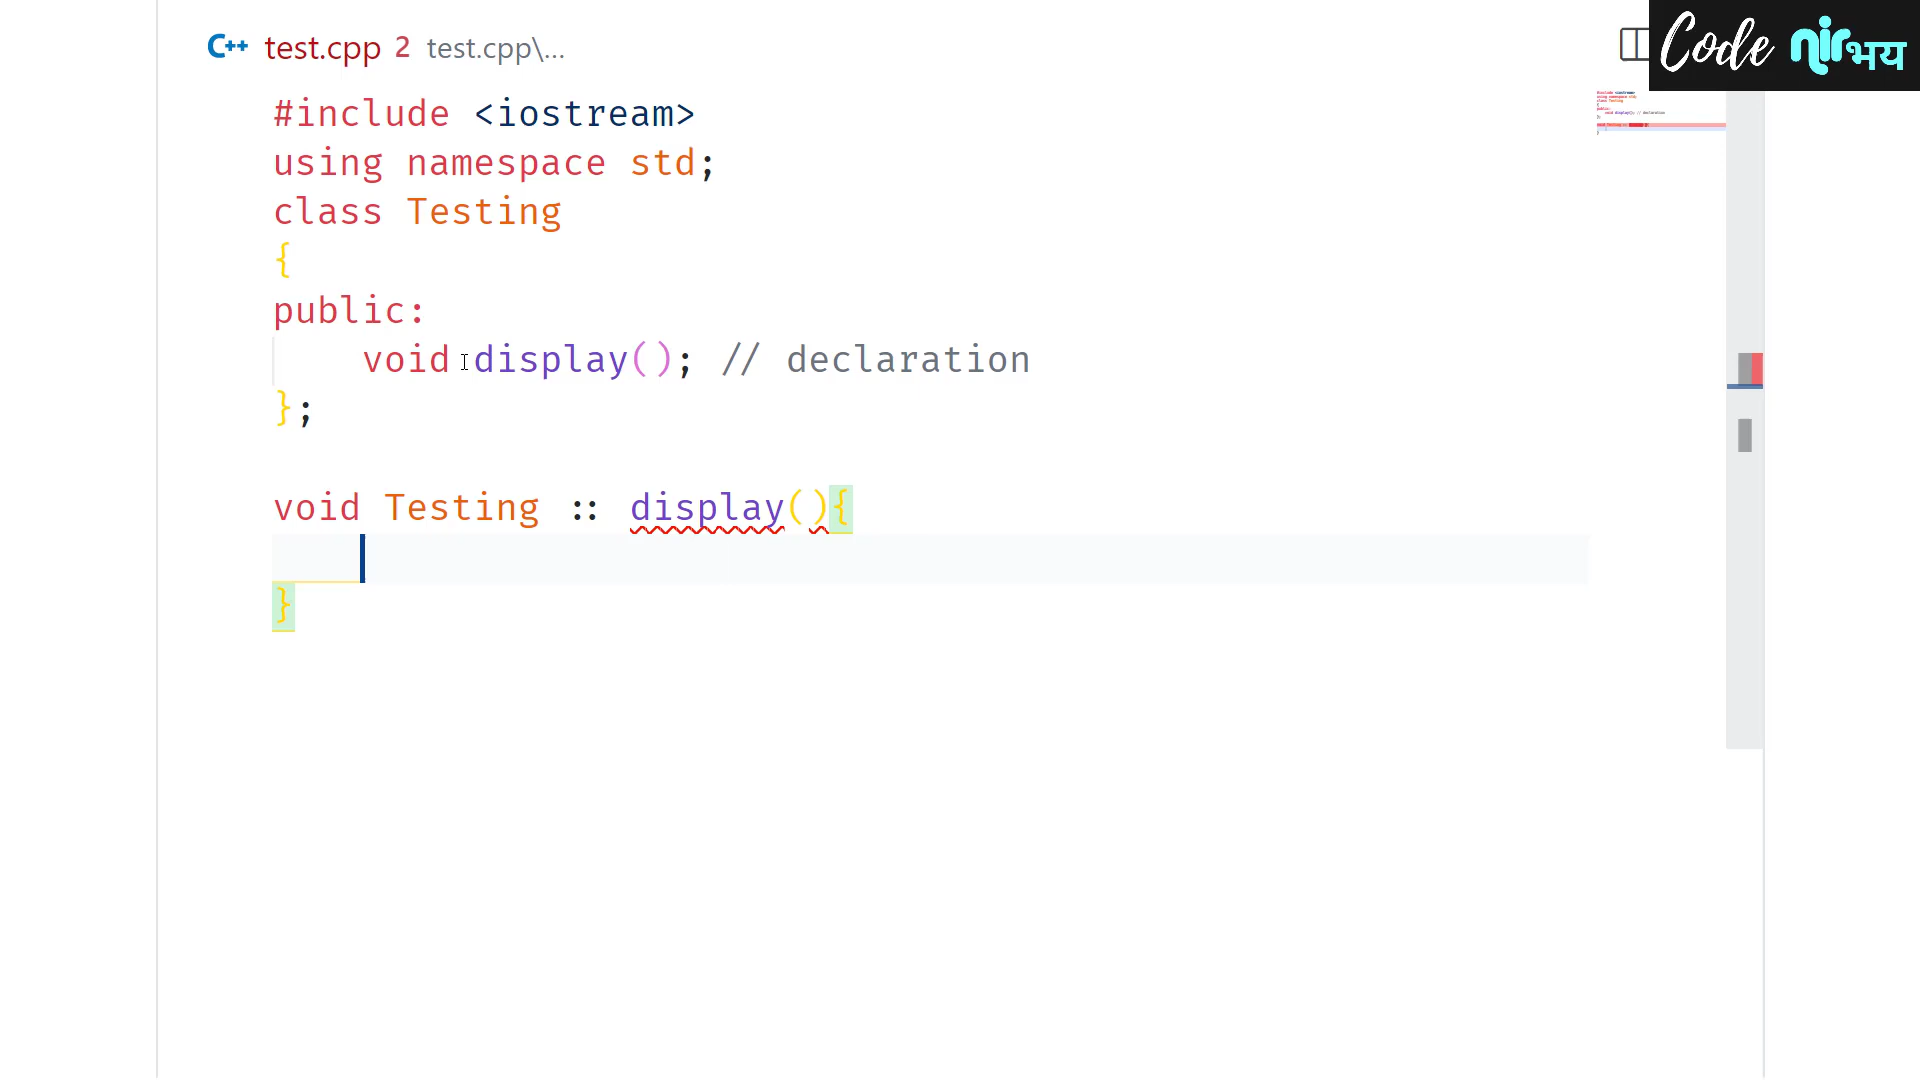 test.cpp 2 test.cpp\...
Code nirभय
#include <iostream>
using namespace std;
class Testing
{
public:
    void display(); // declaration
};
void Testing :: display(){
}